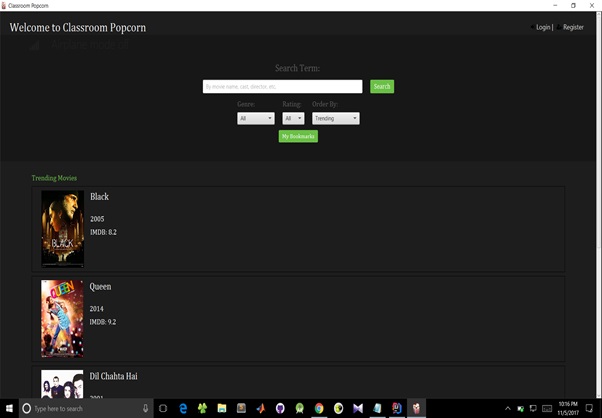 Classroom Popcorn
Welcome to Classroom Popcorn
Login | Register
Search Term:
By movie name, cast, director, etc.
Search
Genre:
Rating:
Order By:
All
All
Trending
My Bookmarks
Trending Movies
Black
2005
IMDB: 8.2
BLACK
Queen
2014
IMDB: 9.2
QUEEN
Dil Chahta Hai
2001
Type here to search
10:16 PM
11/5/2017